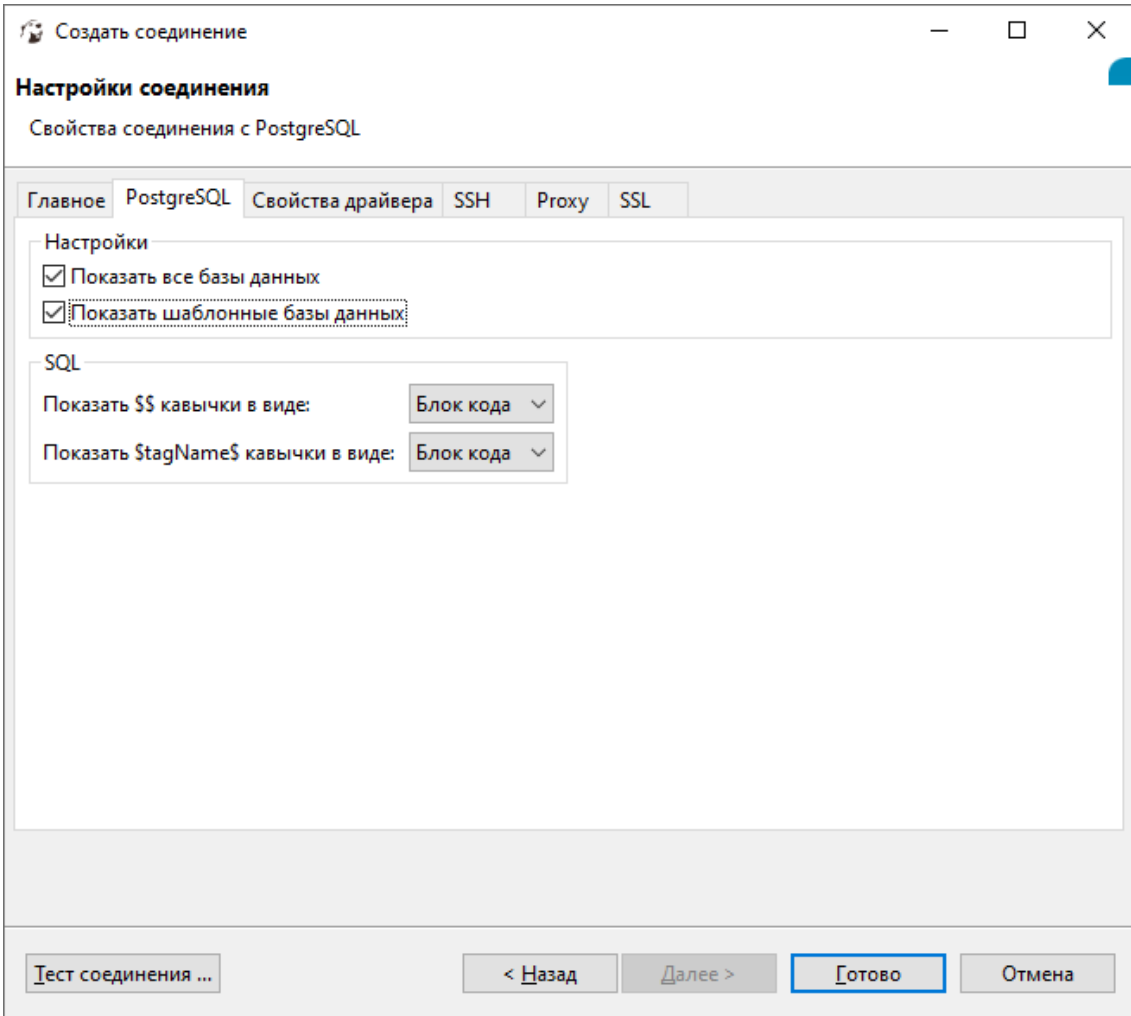 Создать соединение
Настройки соединения
Свойства соединения с PostgreSQL
Главное PostgreSQL Свойства драйвера SSH Proxy SSL
Настройки
Показать все базы данных
Показать шаблонные базы данных
SQL
Показать $$ кавычки в виде: Блок кода
Показать $tagName$ кавычки в виде: Блок кода
Тест соединения ... < Назад Далее > Готово Отмена